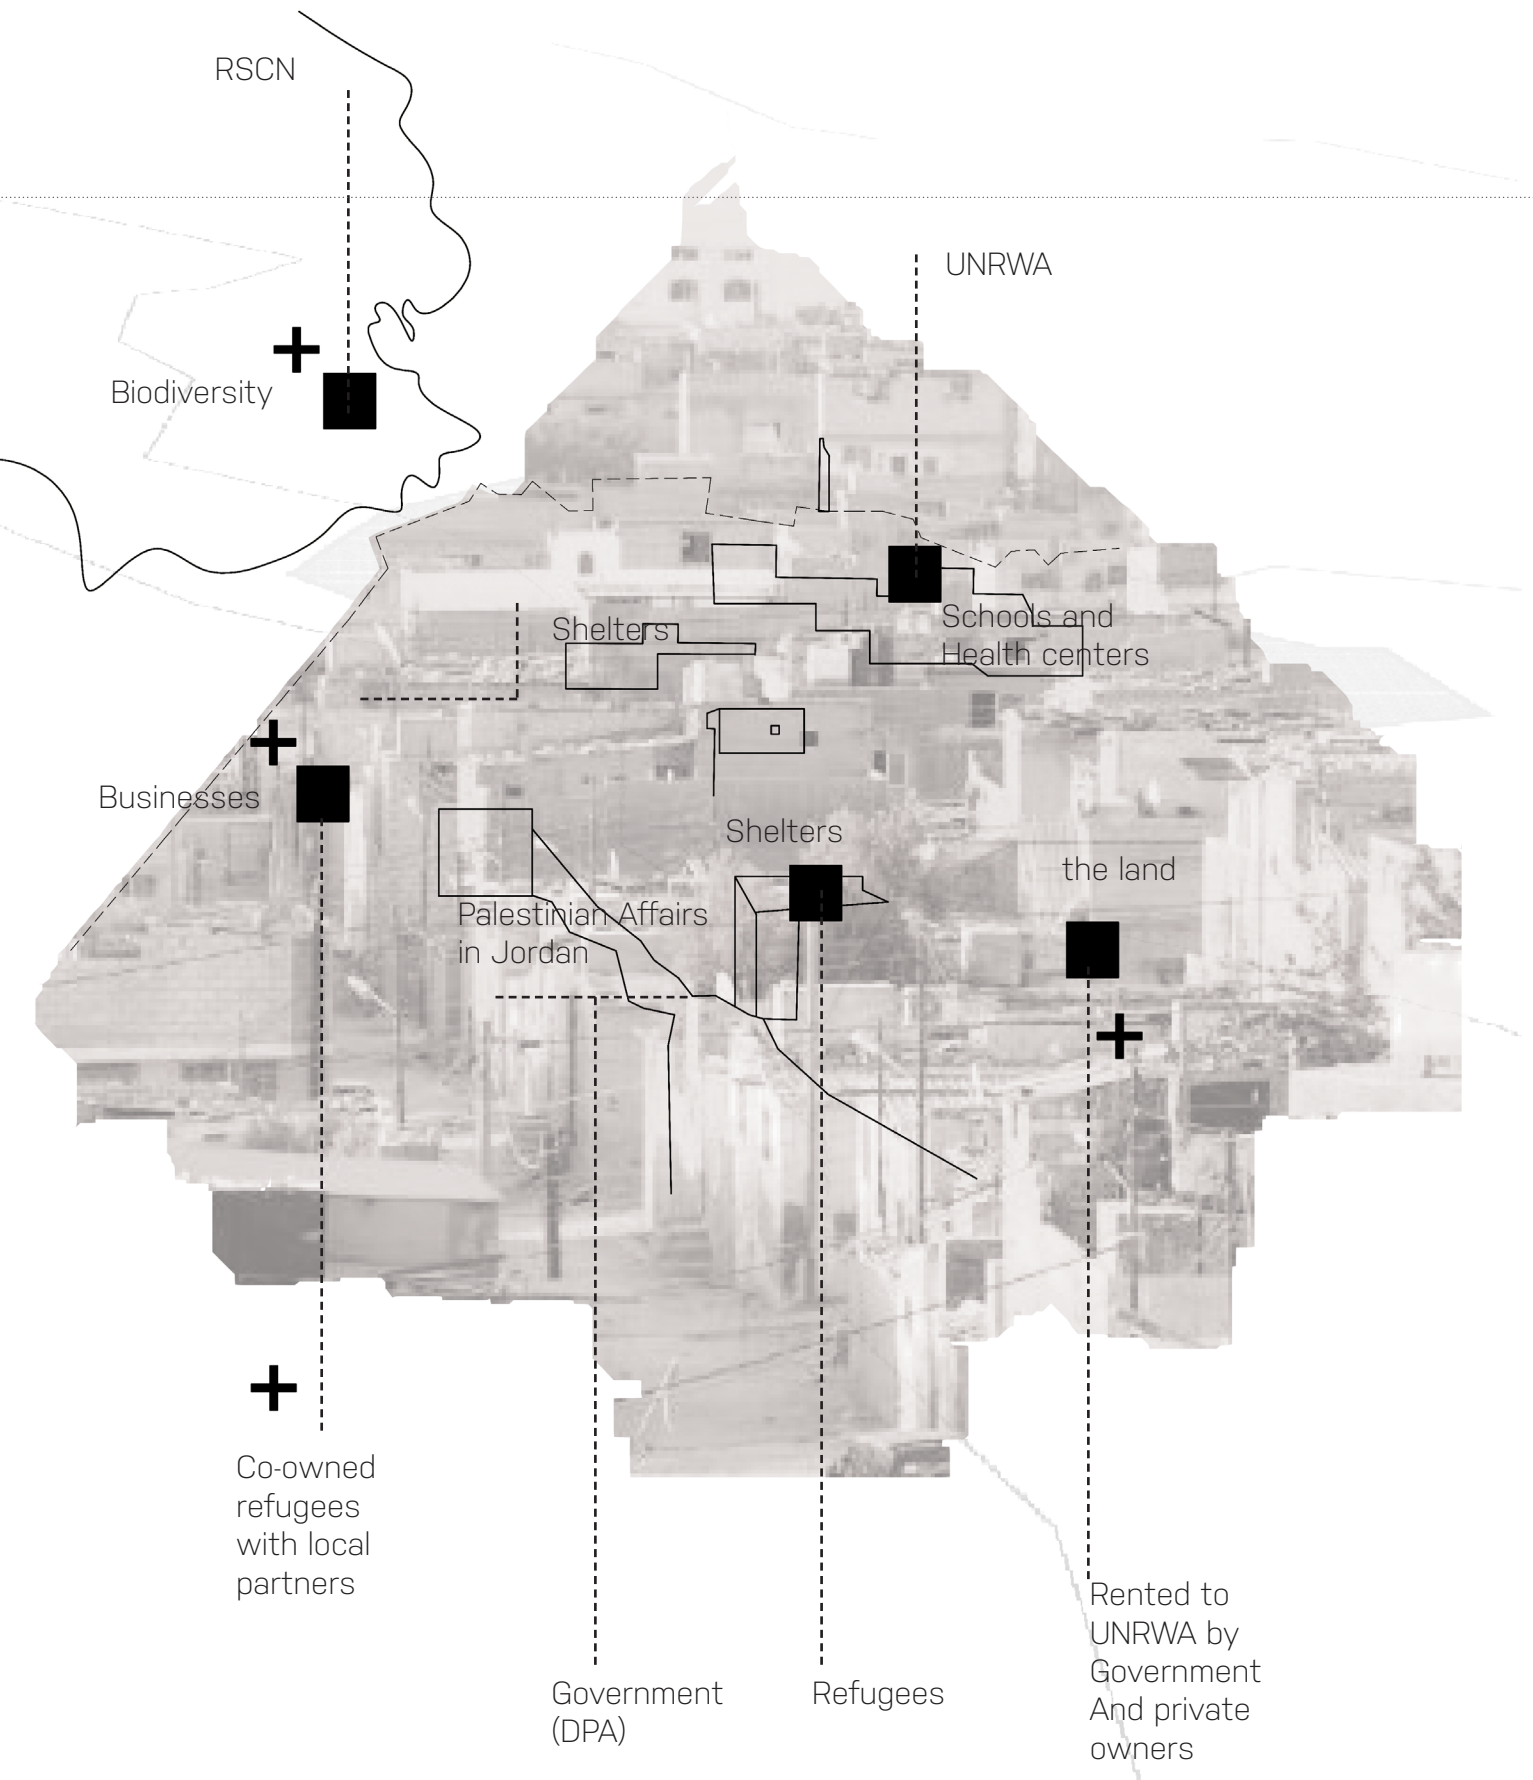 RSCN
UNRWA
Biodiversity
Shelters
Schools and
Health centers
Businesses
Shelters
the land
Palestinian Affairs
in Jordan
Co-owned
refugees
with local
partners
Government
(DPA)
Refugees
Rented to
UNRWA by
Government
And private
owners